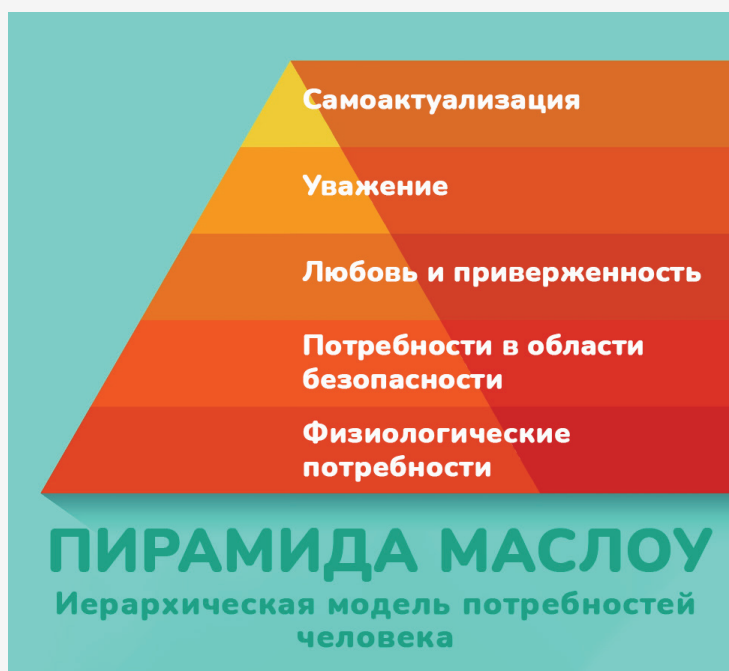 Самоактуализация
Уважение
Любовь и приверженность
Потребности в области
безопасности
Физиологические
потребности
ПИРАМИДА МАСЛОУ
Иерархическая модель потребностей
человека